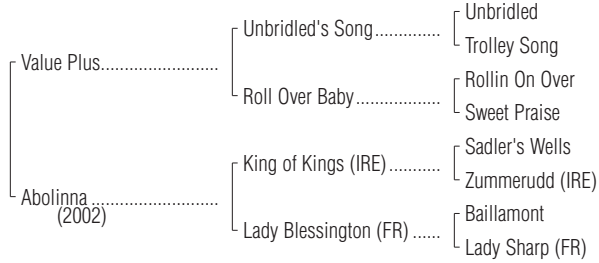 Unbridled
Unbridled's Song..............
Trolley Song
Value Plus.........................
Rollin On Over
Roll Over Baby..................
Sweet Praise
Sadler's Wells
King of Kings (IRE)...........
Zummerudd (IRE)
Abolinna...........................
(2002)
Baillamont
Lady Blessington (FR)......
Lady Sharp (FR)